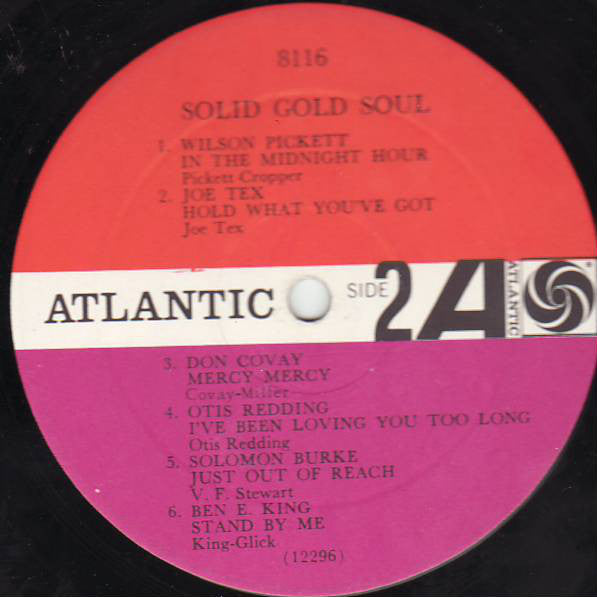 8116
SOLID GOLD SOUL
1. WILSON PICKETT
IN THE MIDNIGHT HOUR
Pickett Cropper
2. JOE TEX
HOLD WHAT YOU'VE GOT
Joe Tex
ATLANTIC SIDE 2 A ATLANTIC
3. DON COVAY
MERCY MERCY
Covay-Miller
4. OTIS REDDING
I'VE BEEN LOVING YOU TOO LONG
Otis Redding
5. SOLOMON BURKE
JUST OUT OF REACH
V. F. Stewart
6. BEN E. KING
STAND BY ME
King-Glick
(12296)